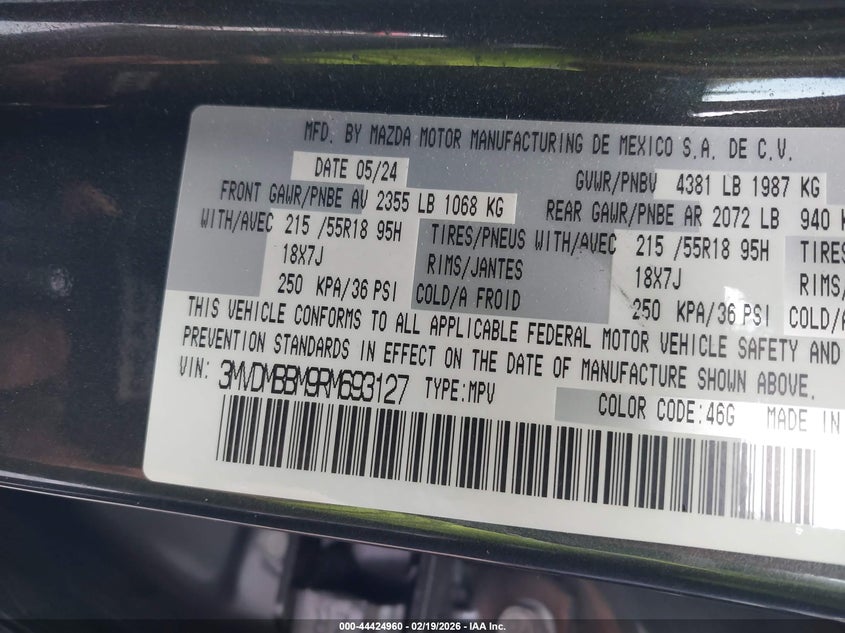 MFD. BY MAZDA MOTOR MANUFACTURING DE MEXICO S.A. DE C.V.
DATE 05/24 GVWR/PNBV 4381 LB 1987 KG
FRONT GAWR/PNBE AV 2355 LB 1068 KG REAR GAWR/PNBE AR 2072 LB 940 K
WITH/AVEC 215 /55R18 95H TIRES/PNEUS WITH/AVEC 215 /55R18 95H TIRES
18X7J RIMS/JANTES 18X7J RIMS/
250 KPA/36 PSI COLD/A FROID 250 KPA/36 PSI COLD/A
THIS VEHICLE CONFORMS TO ALL APPLICABLE FEDERAL MOTOR VEHICLE SAFETY AND
PREVENTION STANDARDS IN EFFECT ON THE DATE OF MANUFACTURE SHOWN ABOVE.
VIN: 3MVDMBBM9RM693127 TYPE:MPV COLOR CODE:46G MADE IN
000-44424960 - 02/19/2026 - IAA Inc.